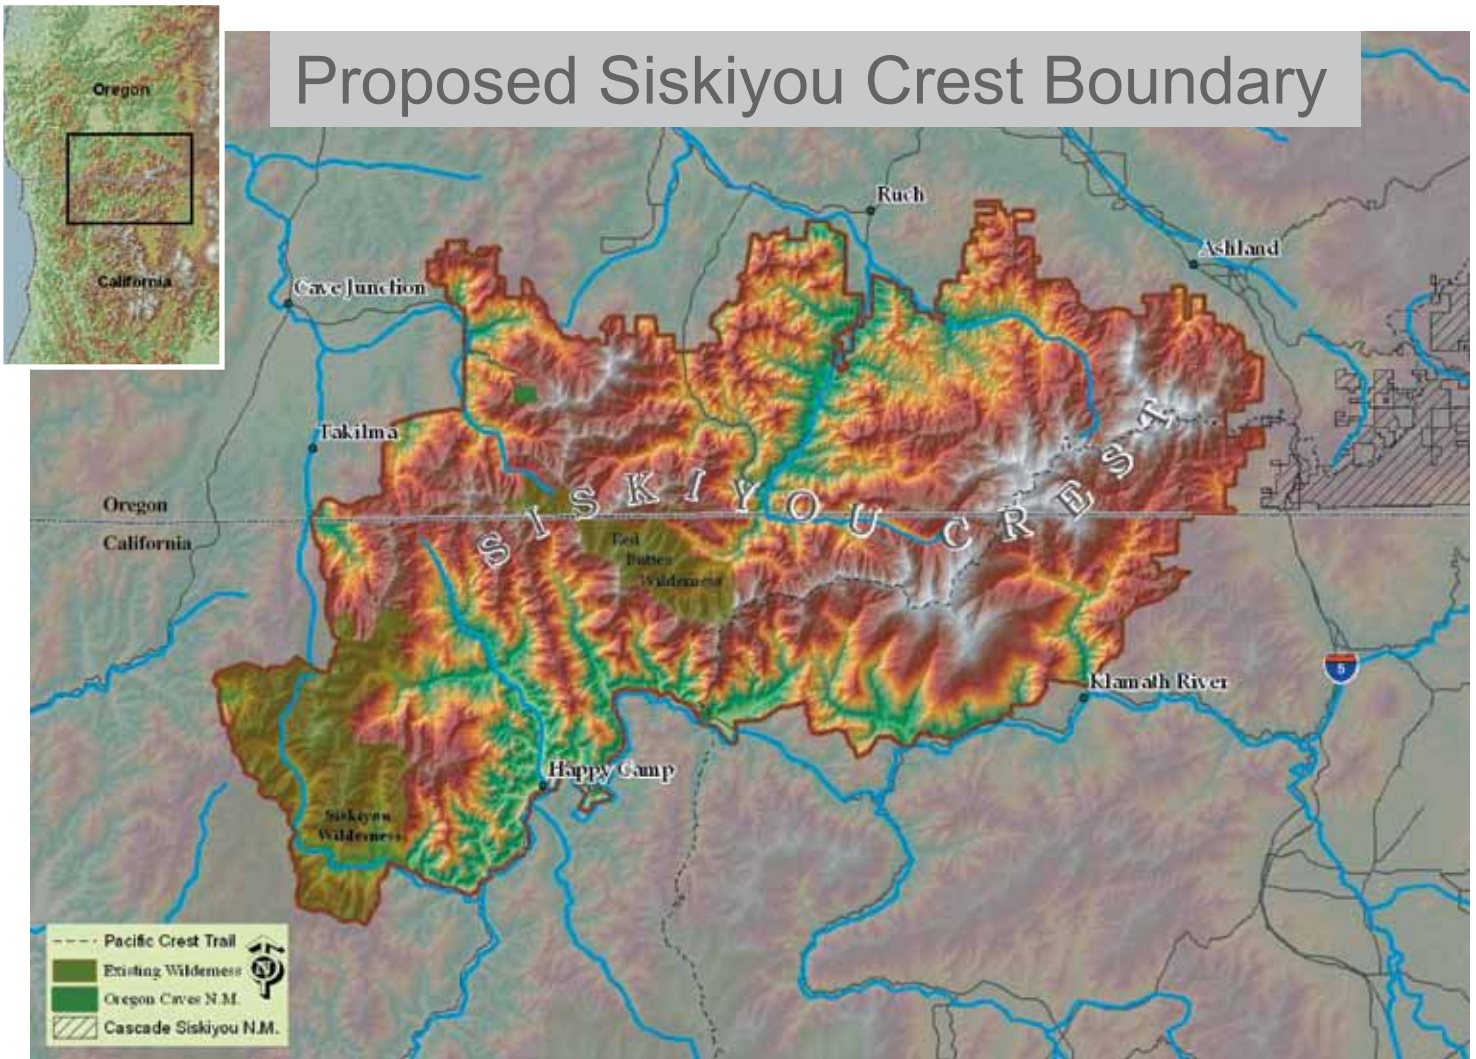 Proposed Siskiyou Crest Boundary
Oregon
California
Ruch
Ashland
Cave Junction
Takilma
Oregon
California
SISKIYOU CREST
Red
Buttes
Wilderness
5
Klamath River
Happy Camp
Siskiyou
Wilderness
Pacific Crest Trail
Existing Wilderness
N
Oregon Caves N.M.
Cascade Siskiyou N.M.